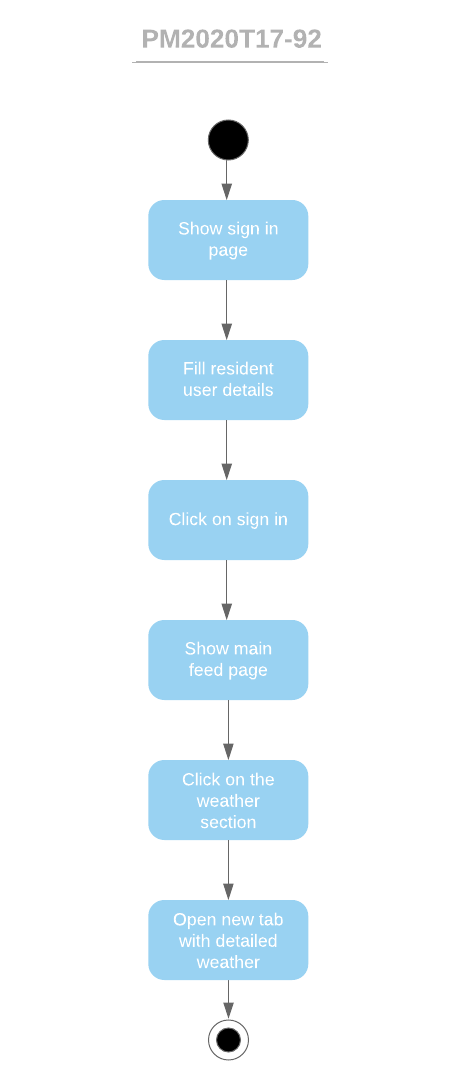 PM2020T17-92
Show sign in
page
Fill resident
user details
Click on sign in
Show main
feed page
Click on the
weather
section
Open new tab
with detailed
weather